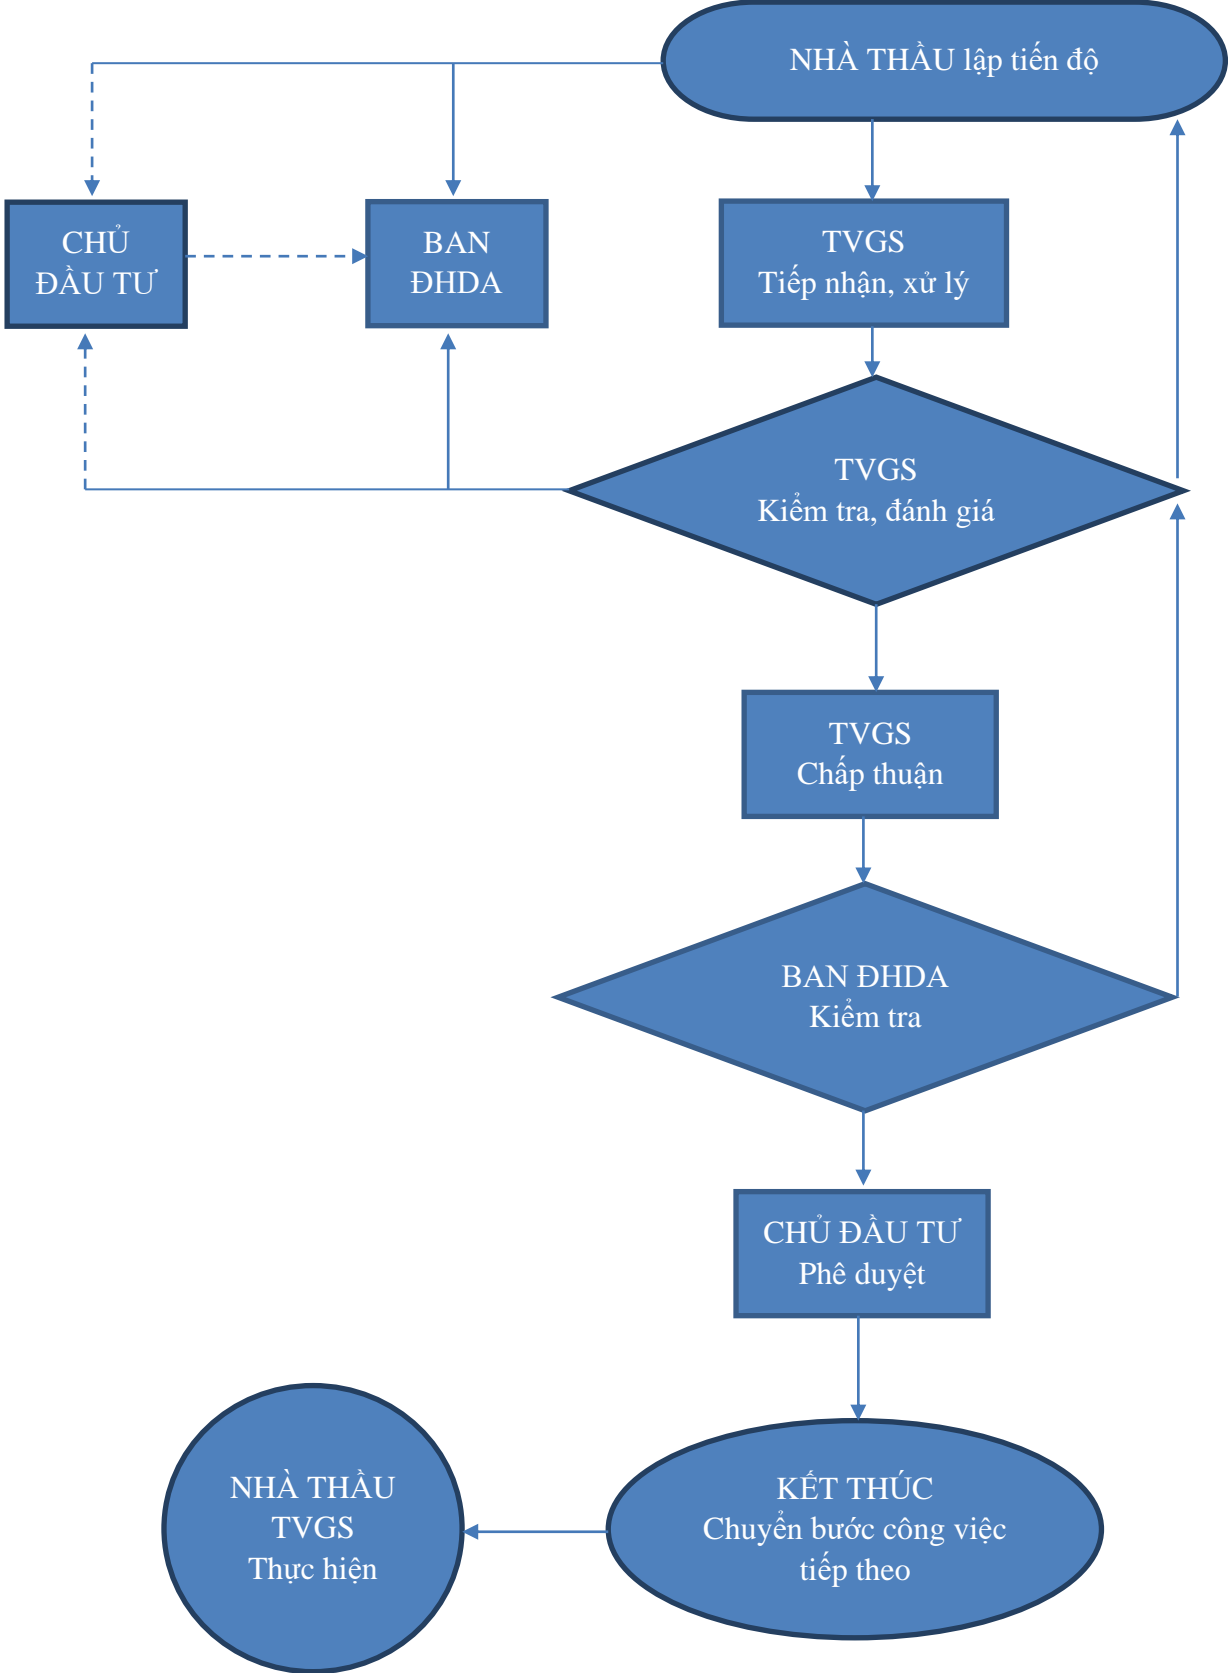 NHÀ THẦU lập tiến độ
CHỦ
ĐẦU TƯ
BAN
ĐHDA
TVGS
Tiếp nhận, xử lý
TVGS
Kiểm tra, đánh giá
TVGS
Chấp thuận
BAN ĐHDA
Kiểm tra
CHỦ ĐẦU TƯ
Phê duyệt
NHÀ THẦU
TVGS
Thực hiện
KẾT THÚC
Chuyển bước công việc
tiếp theo